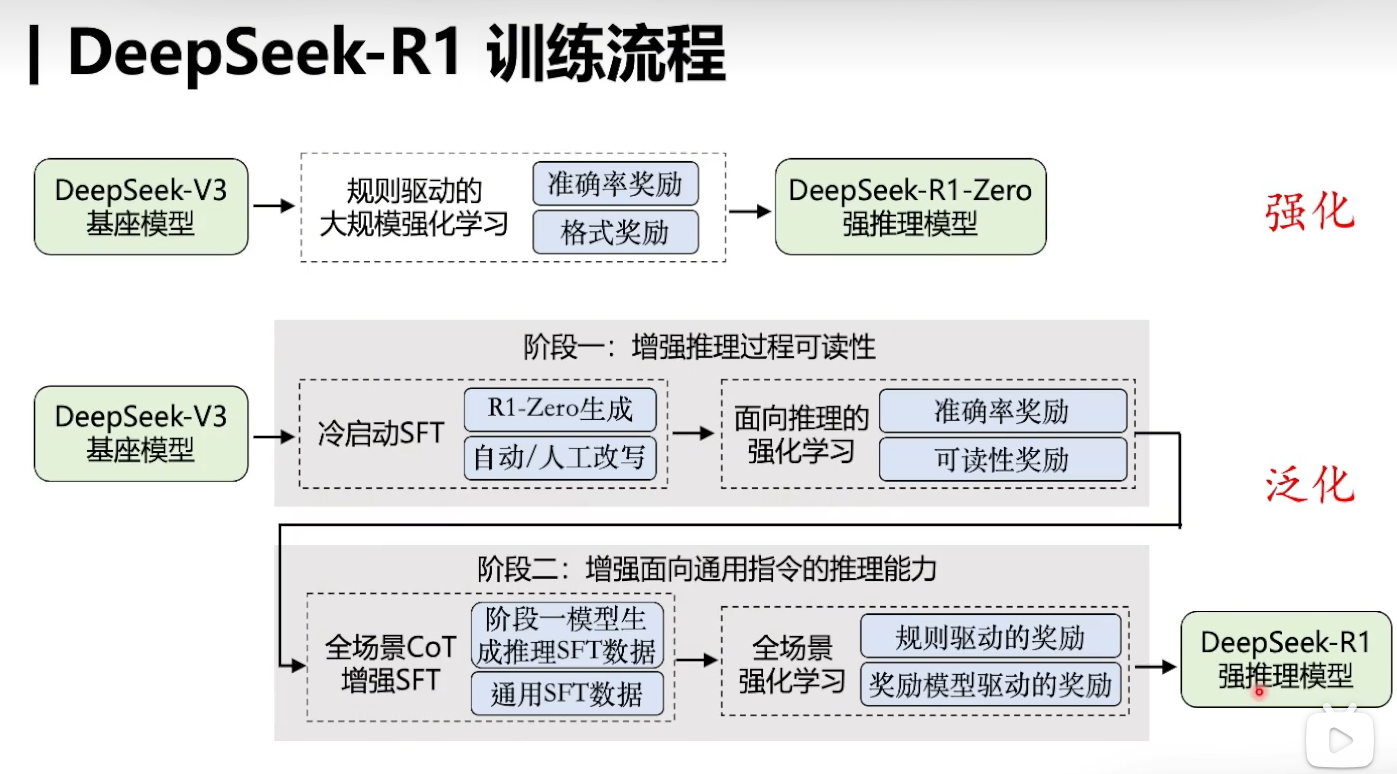 DeepSeek-R1 训练流程
DeepSeek-V3
基座模型
规则驱动的
大规模强化学习
准确率奖励
格式奖励
DeepSeek-R1-Zero
强推理模型
强化
阶段一：增强推理过程可读性
DeepSeek-V3
基座模型
冷启动SFT
R1-Zero生成
自动/人工改写
面向推理的
强化学习
准确率奖励
可读性奖励
泛化
阶段二：增强面向通用指令的推理能力
全场景CoT
增强SFT
阶段一模型生
成推理SFT数据
通用SFT数据
全场景
强化学习
规则驱动的奖励
奖励模型驱动的奖励
DeepSeek-R1
强推理模型